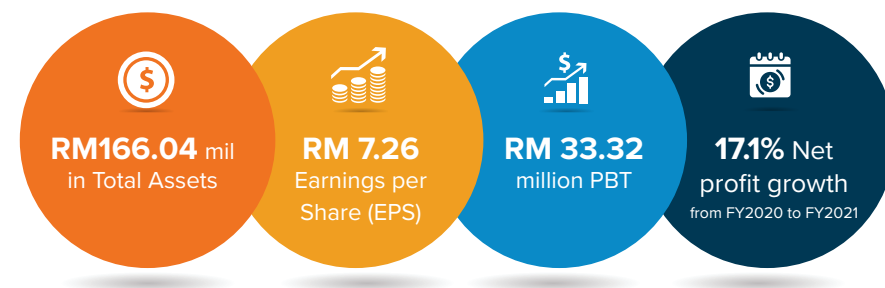 RM166.04 mil
in Total Assets
RM 7.26
Earnings per
Share (EPS)
RM 33.32
million PBT
17.1% Net
profit growth
from FY2020 to FY2021